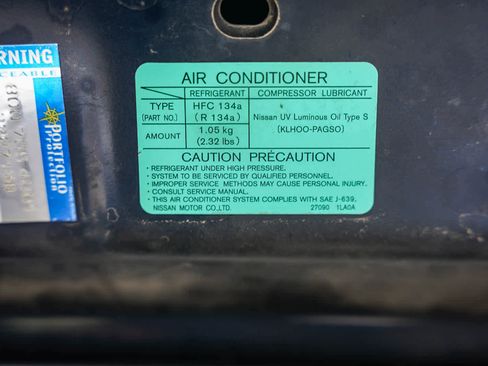 AIR CONDITIONER
REFRIGERANT COMPRESSOR LUBRICANT
TYPE HFC 134a Nissan UV Luminous Oil Type S
(PART NO.) (R 134a) (KLHOO-PAGSO)
AMOUNT 1.05 kg
(2.32 lbs)
CAUTION PRÉCAUTION
• REFRIGERANT UNDER HIGH PRESSURE.
• SYSTEM TO BE SERVICED BY QUALIFIED PERSONNEL.
• IMPROPER SERVICE METHODS MAY CAUSE PERSONAL INJURY.
• CONSULT SERVICE MANUAL.
• THIS AIR CONDITIONER SYSTEM COMPLIES WITH SAE J-639.
NISSAN MOTOR CO.,LTD. 27090 1LA0A
RNING
CEABLE
PORTFOLIO
protection